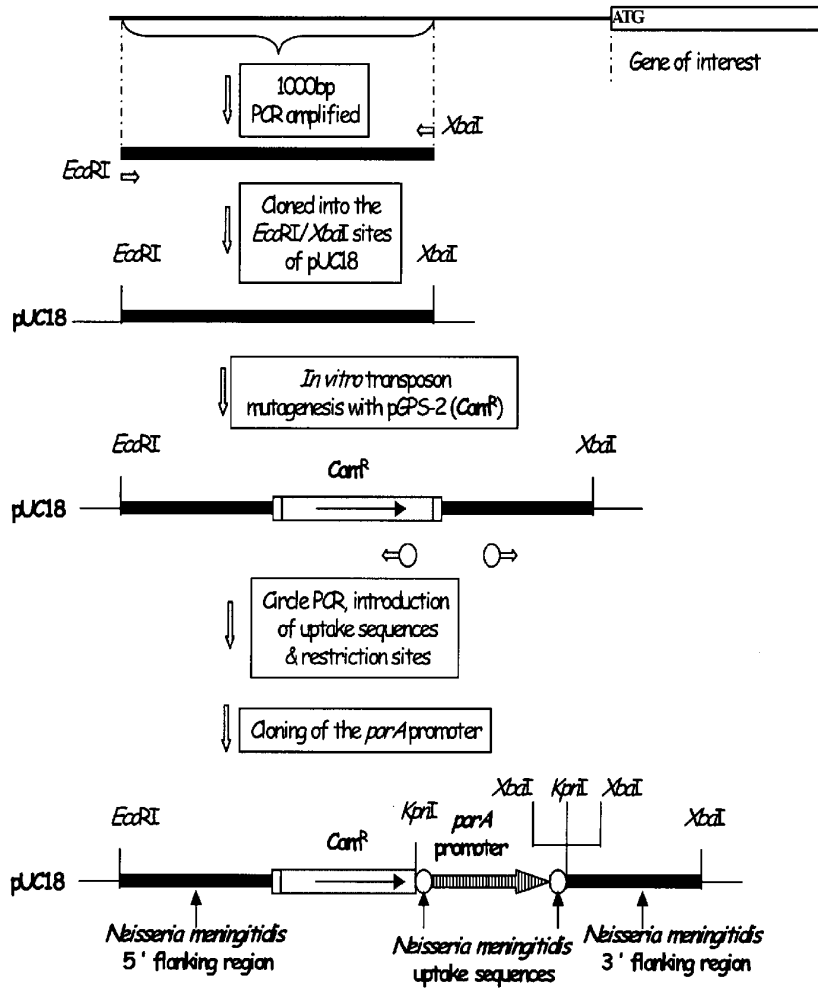 ATG
Gene of interest
1000bp
PCR amplified
XbaI
EcoRI
Cloned into the
EcoRI/XbaI sites
of pUC18
EcoRI
XbaI
pUC18
In vitro transposon
mutagenesis with pGPS-2 (CamR)
EcoRI
XbaI
CamR
pUC18
Circle PCR, introduction
of uptake sequences
& restriction sites
Cloning of the porA promoter
XbaI KpnI XbaI
EcoRI
KpnI
porA
promoter
XbaI
CamR
pUC18
Neisseria meningitidis
5' flanking region
Neisseria meningitidis
uptake sequences
Neisseria meningitidis
3' flanking region